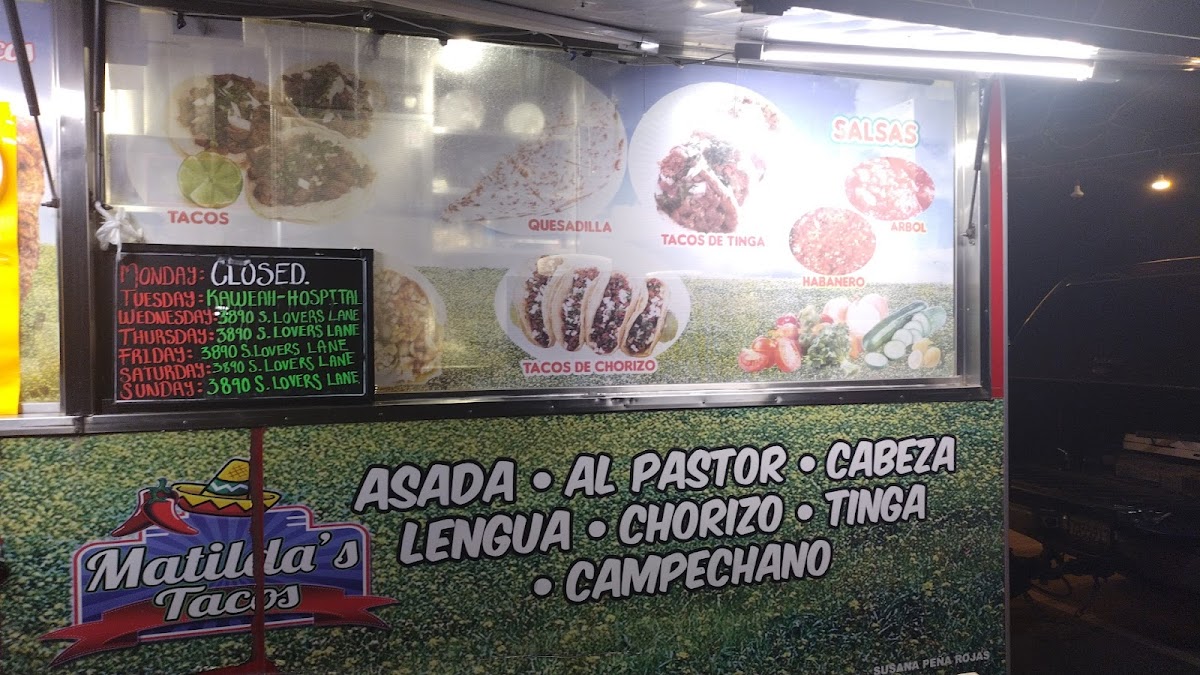 SALSAS
TACOS
QUESADILLA
TACOS DE TINGA
ARBOL
HABANERO
TACOS DE CHORIZO
MONDAY: CLOSED.
TUESDAY: KAWEAH-HOSPITAL
WEDNESDAY: 3890 S. LOVERS LANE
THURSDAY: 3890 S. LOVERS LANE
FRIDAY: 3890 S. LOVERS LANE
SATURDAY: 3890 S. LOVERS LANE
SUNDAY: 3890 S. LOVERS LANE
ASADA • AL PASTOR • CABEZA
LENGUA • CHORIZO • TINGA
• CAMPECHANO
Matilda's
Tacos
SUSANA PEÑA ROJAS